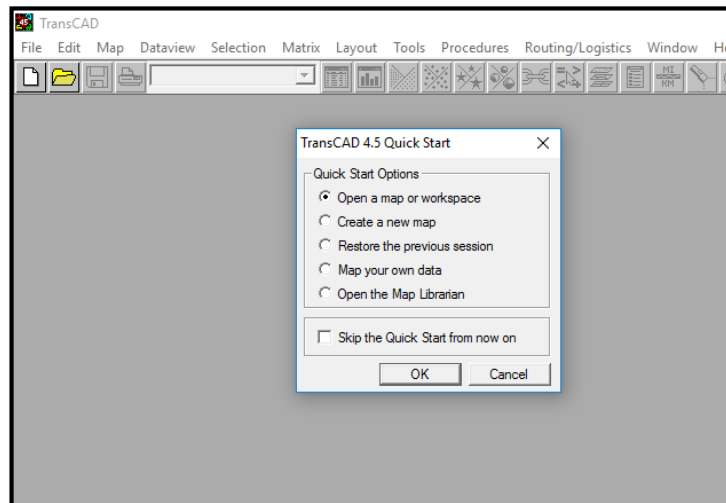 TransCAD
File Edit Map Dataview Selection Matrix Layout Tools Procedures Routing/Logistics Window
MI
KM
TransCAD 4.5 Quick Start
Quick Start Options
Open a map or workspace
Create a new map
Restore the previous session
Map your own data
Open the Map Librarian
Skip the Quick Start from now on
OK Cancel